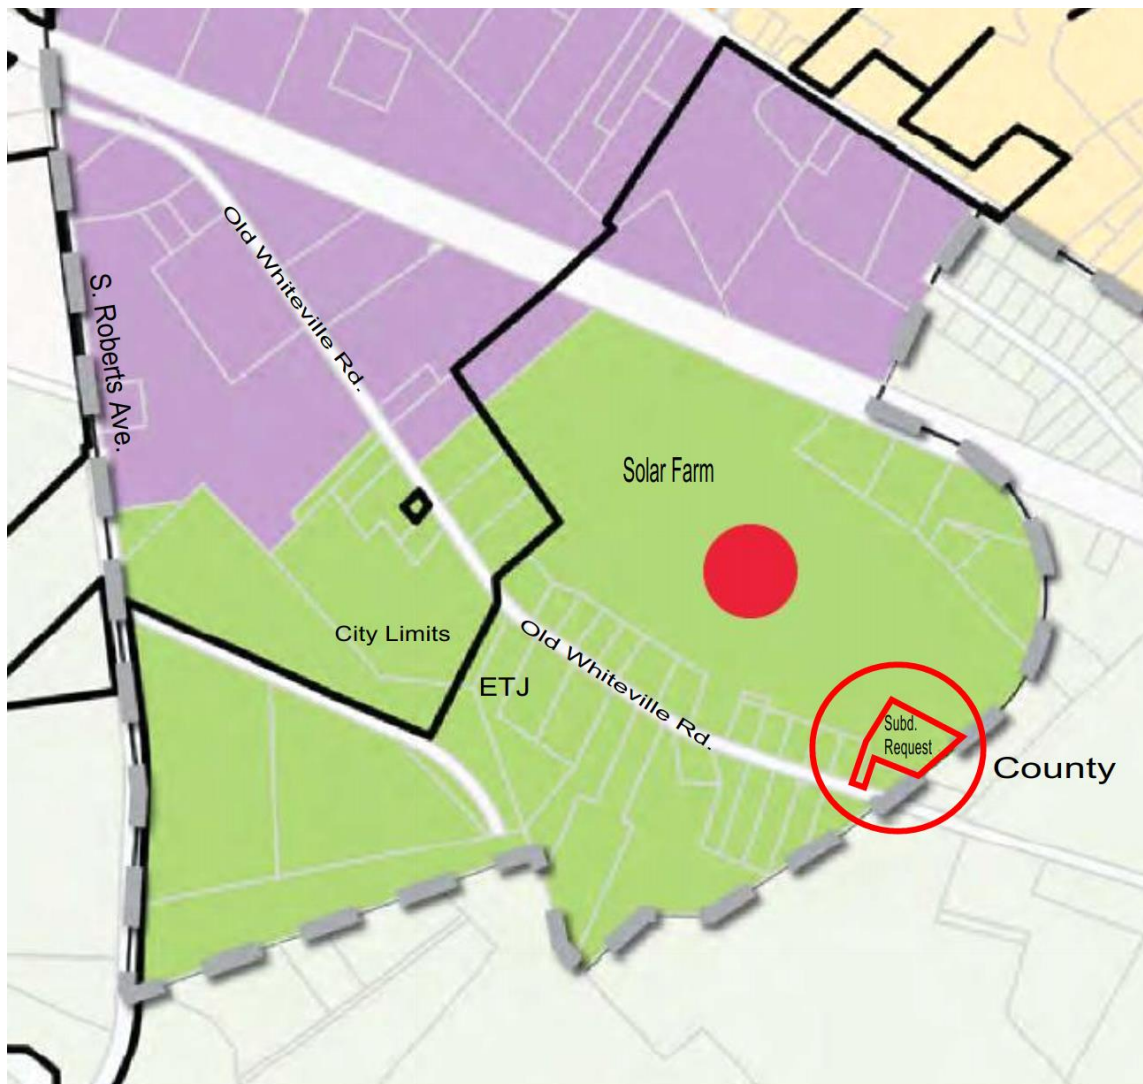 Old Whiteville Rd.
S. Roberts Ave.
Solar Farm
City Limits
Old Whiteville Rd.
ETJ
Subd.
Request
County